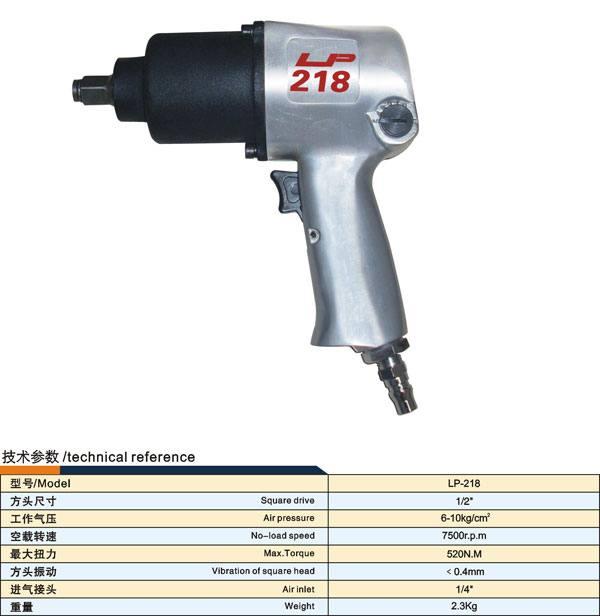 LP
218
技术参数 /technical reference
型号/Model LP-218
方头尺寸 Square drive 1/2"
工作气压 Air pressure 6-10kg/cm²
空载转速 No-load speed 7500r.p.m
最大扭力 Max.Torque 520N.M
方头振动 Vibration of square head <0.4mm
进气接头 Air inlet 1/4"
重量 Weight 2.3Kg